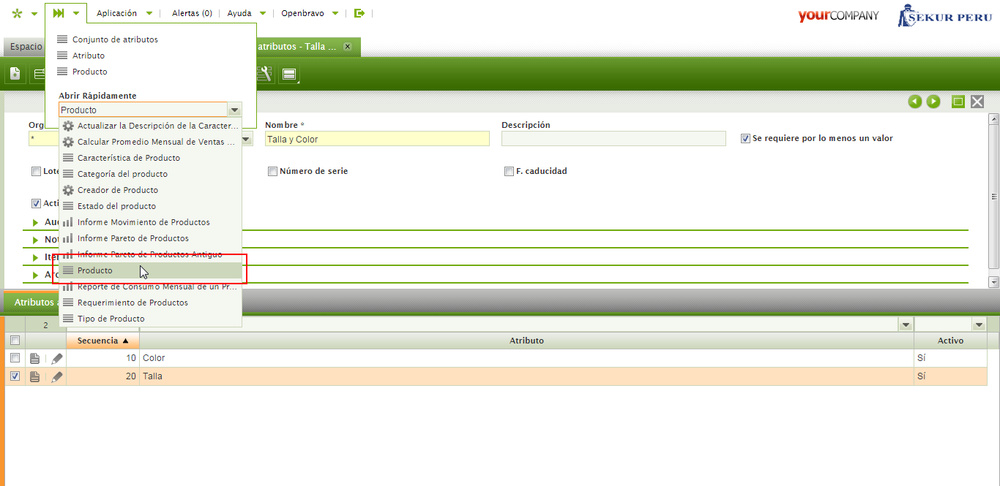 Aplicación
Alertas (0)
Ayuda
Openbravo
yourCOMPANY
SEKUR PERU
Conjunto de atributos
Atributo
Producto
Espacio
atributos - Talla ...
Abrir Rápidamente
Producto
Actualizar la Descripción de la Caracter...
Calcular Promedio Mensual de Ventas ...
Característica de Producto
Categoría del producto
Creador de Producto
Estado del producto
Informe Movimiento de Productos
Informe Pareto de Productos
Informe Pareto de Productos Antiguo
Producto
Reporte de Consumo Mensual de un Pr...
Requerimiento de Productos
Tipo de Producto
Org
*
Nombre *
Talla y Color
Descripción
Se requiere por lo menos un valor
Lote
Número de serie
F. caducidad
Acti
Au
Not
Ite
Arc
Atributos a
2
Secuencia
Atributo
Activo
10 Color Sí
20 Talla Sí